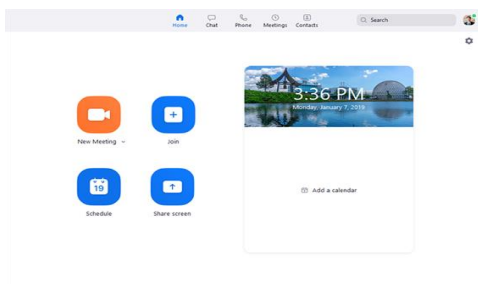 Home
Chat
Phone
Meetings
Contacts
Search
3:36 PM
Monday, January 7, 2019
New Meeting
Join
19
Schedule
Share screen
Add a calendar